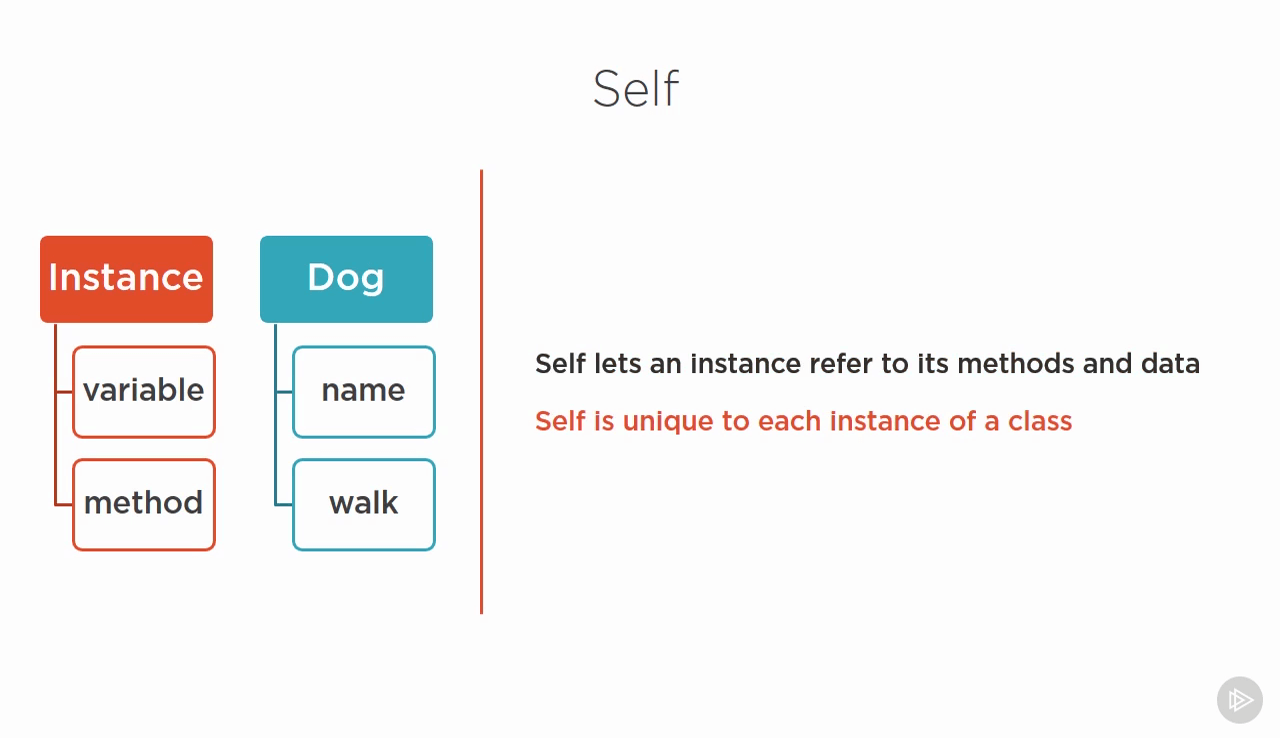 Self
Instance
variable
method
Dog
name
walk
Self lets an instance refer to its methods and data
Self is unique to each instance of a class